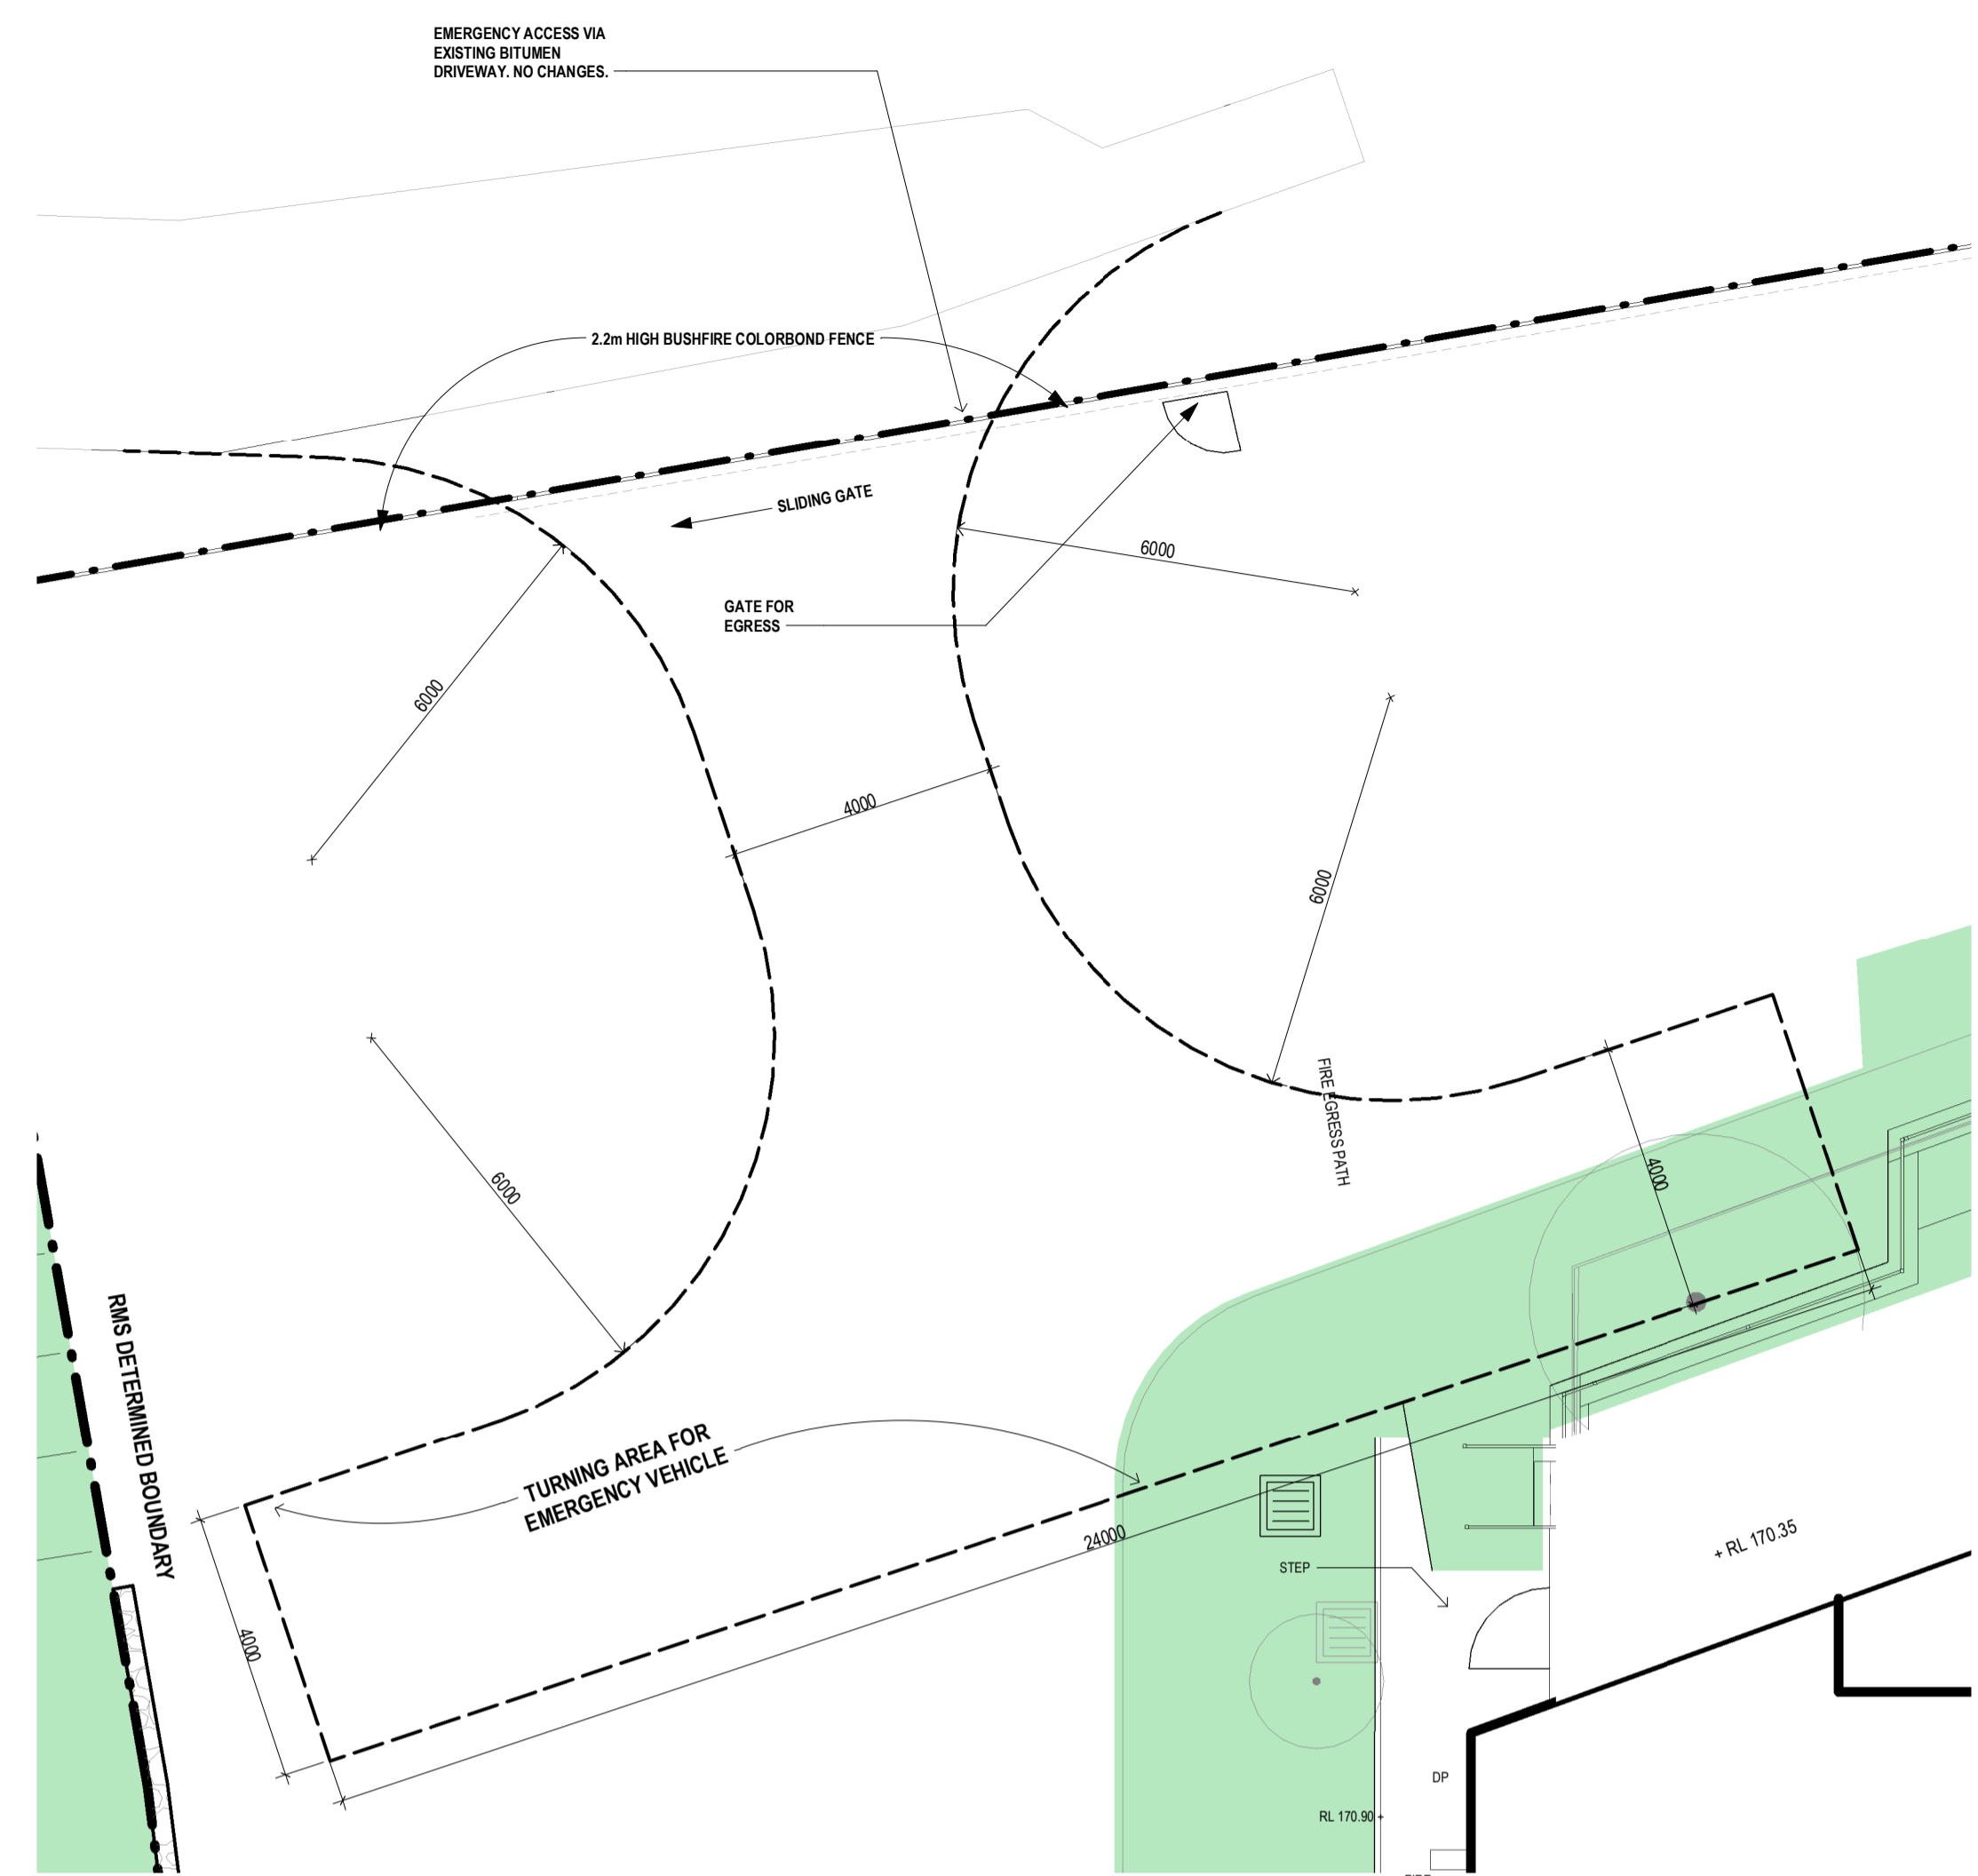 EMERGENCY ACCESS VIA
EXISTING BITUMEN
DRIVEWAY. NO CHANGES.
2.2m HIGH BUSHFIRE COLORBOND FENCE
SLIDING GATE
6000
GATE FOR
EGRESS
6000
4000
6000
FIRE EGRESS PATH
4000
6000
RMS DETERMINED BOUNDARY
TURNING AREA FOR
EMERGENCY VEHICLE
24000
STEP
+ RL 170.35
4000
DP
RL 170.90 +